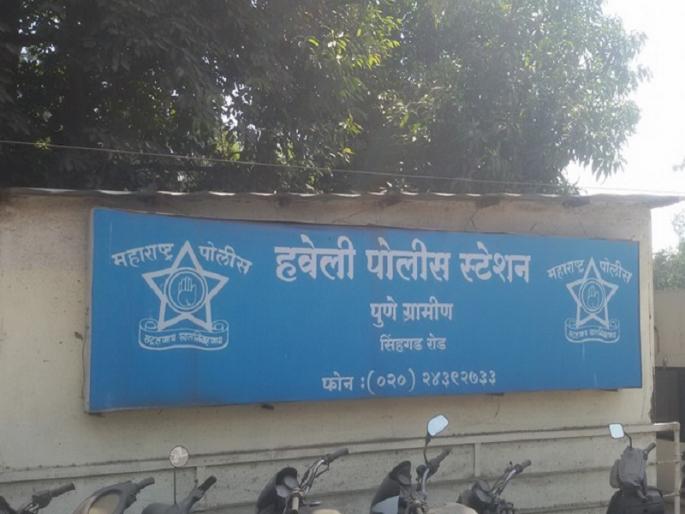 महाराष्ट्र पोलीस
हवेली पोलीस स्टेशन
पुणे ग्रामीण
सिंहगड रोड
फोन :(०२०) २४३९२७३३
महाराष्ट्र पोलीस